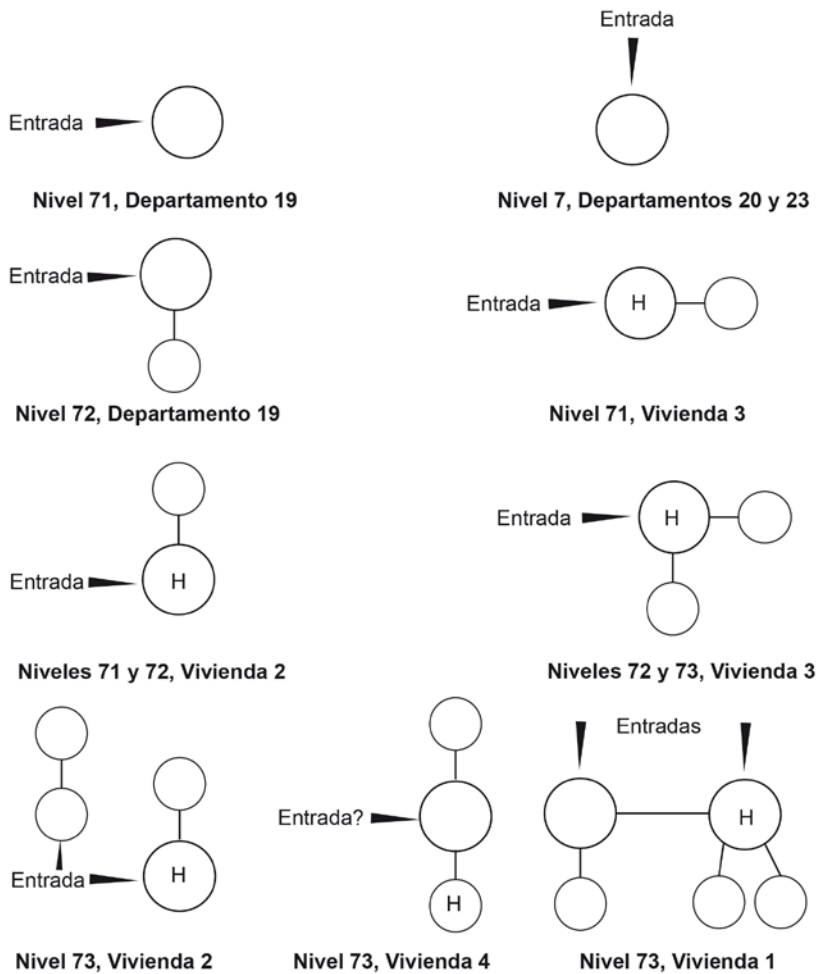 Entrada
Entrada
Nivel 71, Departamento 19
Nivel 7, Departamentos 20 y 23
Entrada
Entrada
H
Nivel 72, Departamento 19
Nivel 71, Vivienda 3
Entrada
H
Entrada
H
Niveles 71 y 72, Vivienda 2
Niveles 72 y 73, Vivienda 3
Entrada
H
Entrada?
H
Entradas
H
Nivel 73, Vivienda 2
Nivel 73, Vivienda 4
Nivel 73, Vivienda 1